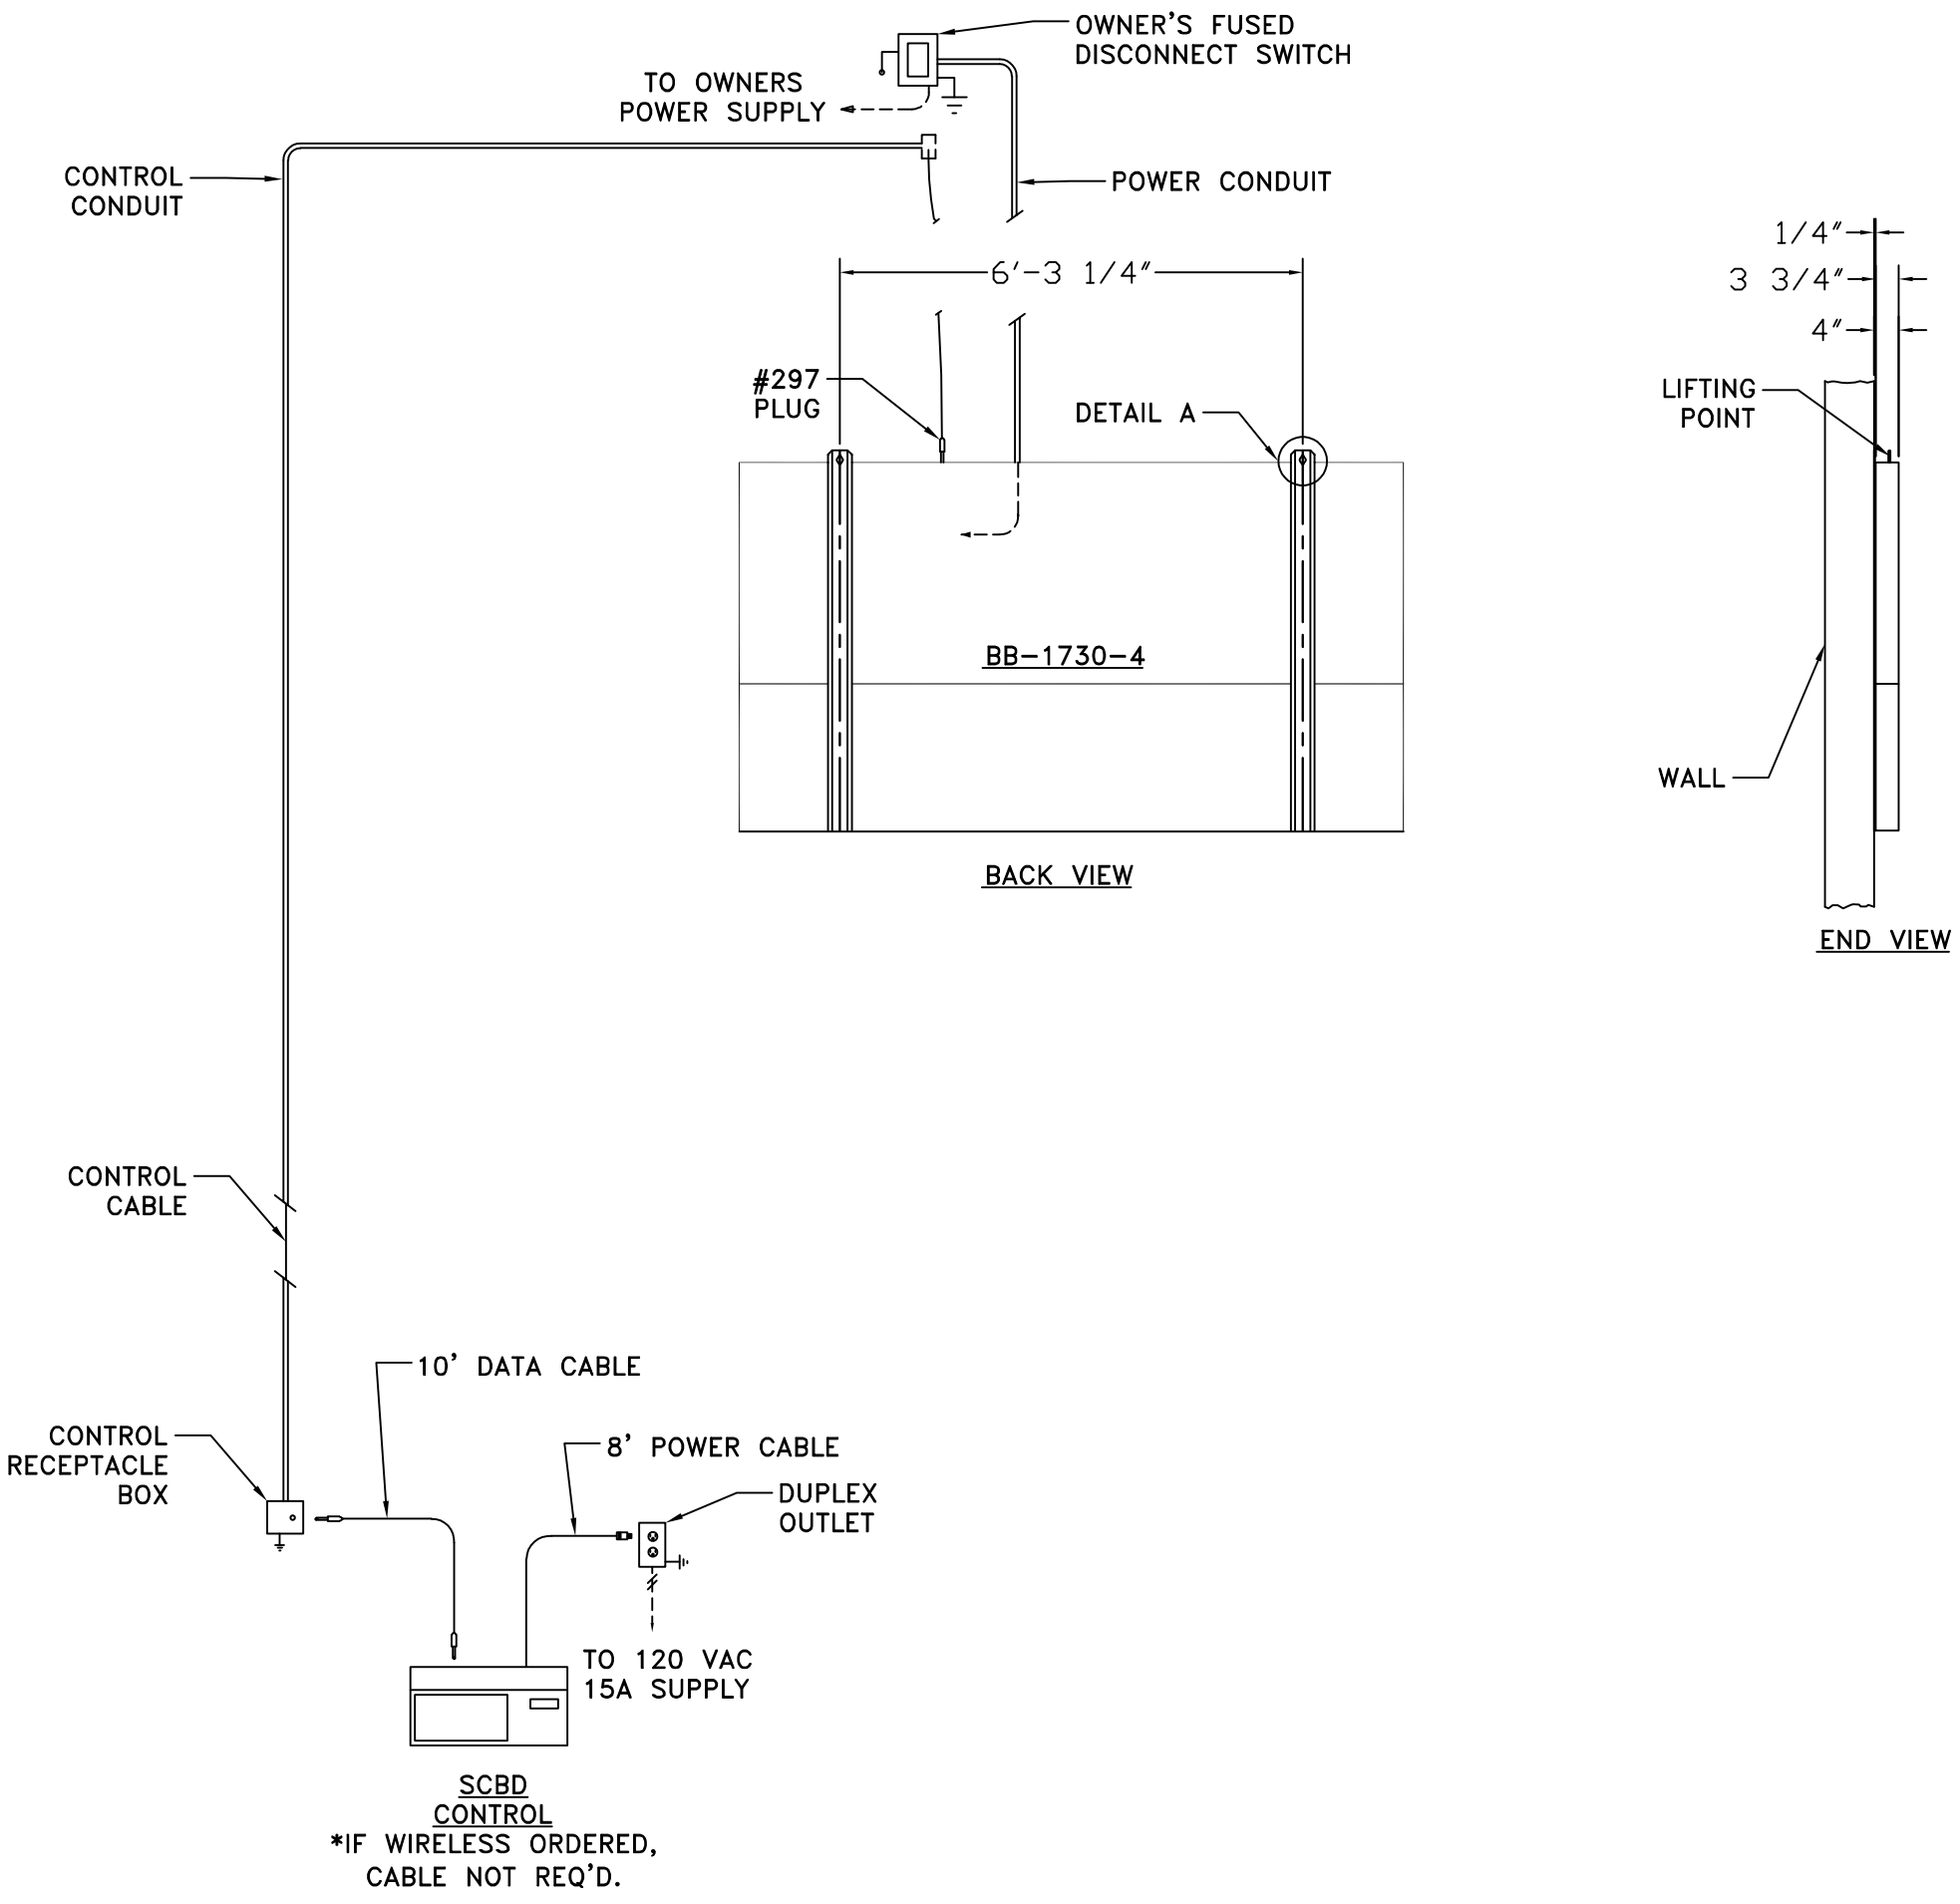 OWNER'S FUSED
DISCONNECT SWITCH
TO OWNERS
POWER SUPPLY
CONTROL
CONDUIT
POWER CONDUIT
1/4"
6'-3 1/4"
3 3/4"
4"
#297
PLUG
DETAIL A
LIFTING
POINT
BB-1730-4
WALL
BACK VIEW
END VIEW
CONTROL
CABLE
10' DATA CABLE
CONTROL
RECEPTACLE
BOX
8' POWER CABLE
DUPLEX
OUTLET
TO 120 VAC
15A SUPPLY
SCBD
CONTROL
*IF WIRELESS ORDERED,
CABLE NOT REQ'D.